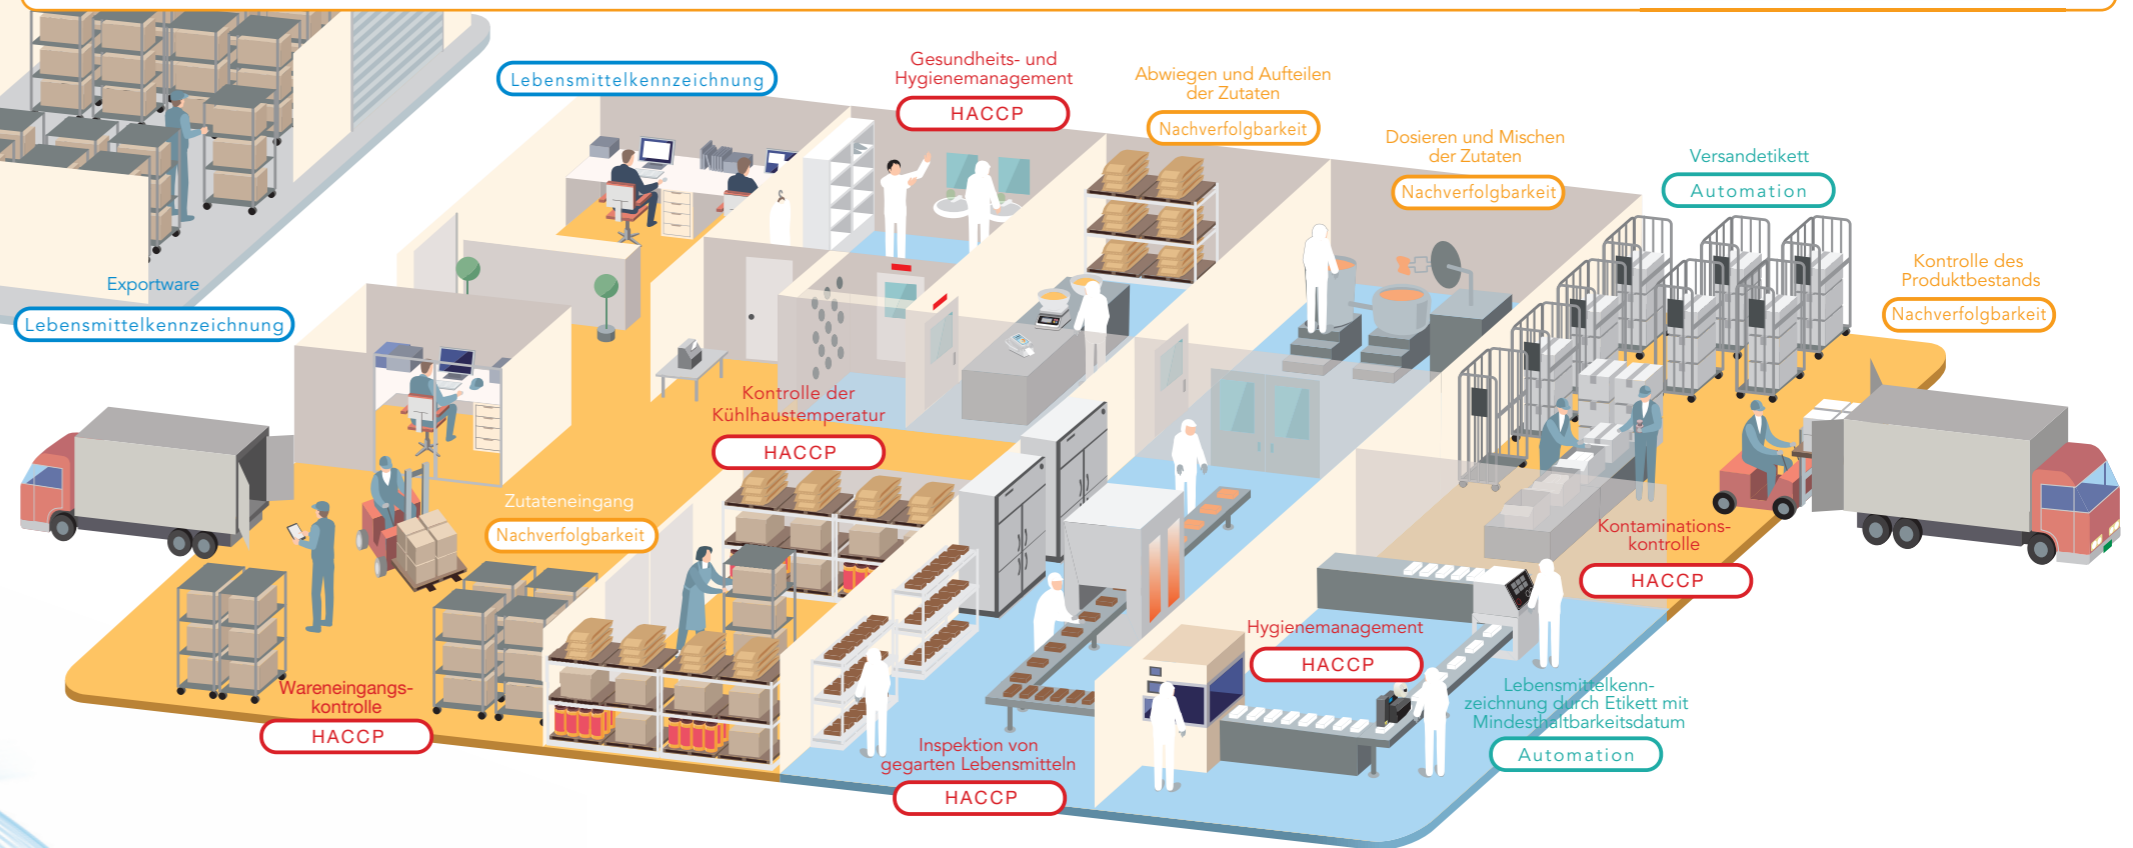 Lebensmittelkennzeichnung
Gesundheits- und
Hygienemanagement
HACCP
Abwiegen und Aufteilen
der Zutaten
Nachverfolgbarkeit
Dosieren und Mischen
der Zutaten
Nachverfolgbarkeit
Versandetikett
Automation
Kontrolle des
Produktbestands
Nachverfolgbarkeit
Exportware
Lebensmittelkennzeichnung
Kontrolle der
Kühlhaustemperatur
HACCP
Zutateneingang
Nachverfolgbarkeit
Kontaminations-
kontrolle
HACCP
Hygienemanagement
HACCP
Wareneingangs-
kontrolle
HACCP
Lebensmittelkenn-
zeichnung durch Etikett mit
Mindesthaltbarkeitsdatum
Automation
Inspektion von
gegarten Lebensmitteln
HACCP